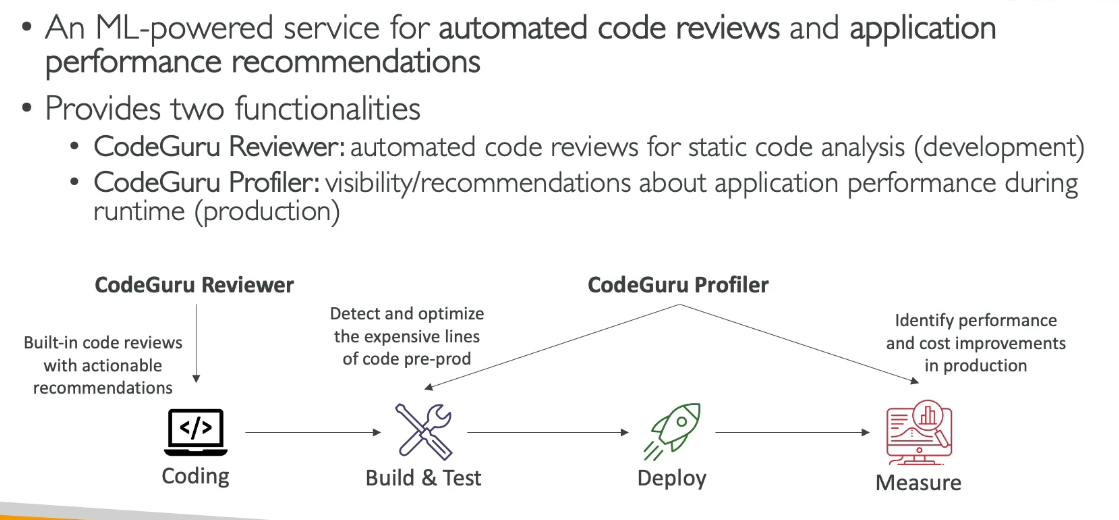 • An ML-powered service for automated code reviews and application
performance recommendations
• Provides two functionalities
• CodeGuru Reviewer: automated code reviews for static code analysis (development)
• CodeGuru Profiler: visibility/recommendations about application performance during
runtime (production)
CodeGuru Reviewer
CodeGuru Profiler
Built-in code reviews
with actionable
recommendations
Detect and optimize
the expensive lines
of code pre-prod
Identify performance
and cost improvements
in production
</>
Coding
Build & Test
Deploy
Measure